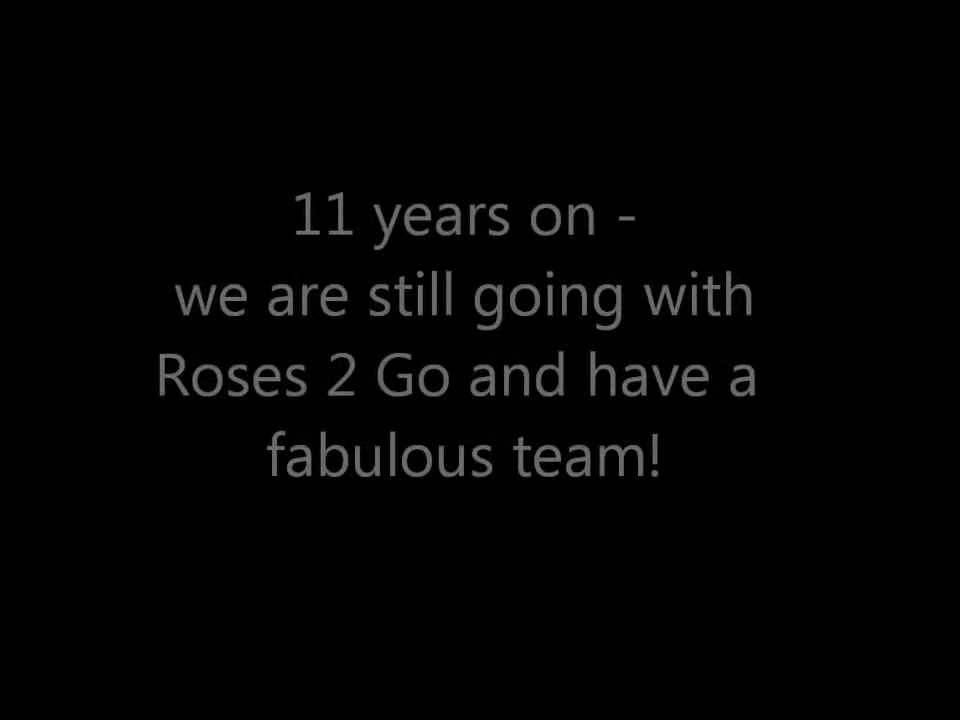 11 years on -
we are still going with
Roses 2 Go and have a
fabulous team!